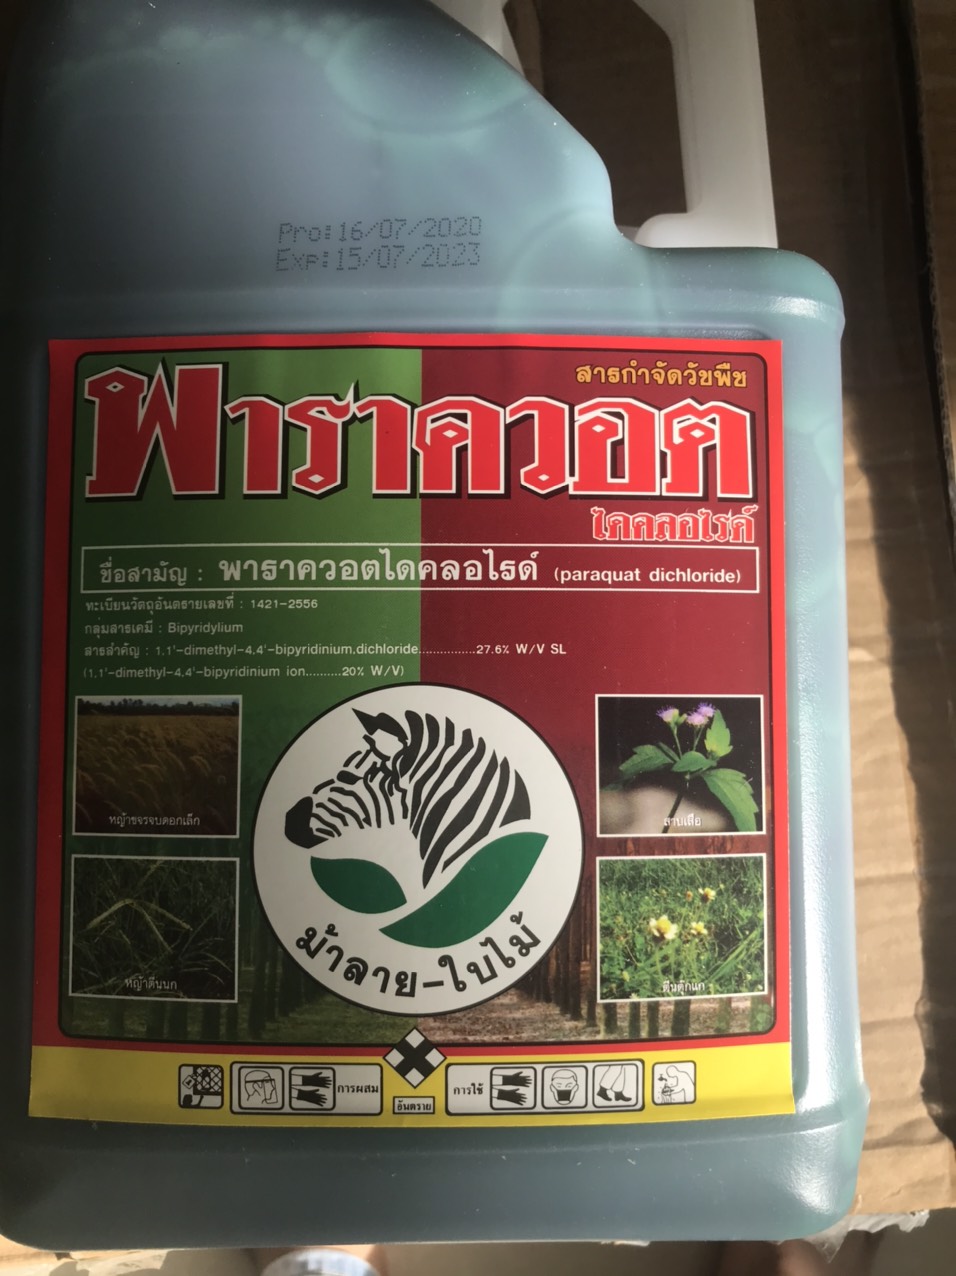 Pro:16/07/2020
Exp:15/07/2023
สารกำจัดวัชพืช
พาราควอต
ไดคลอไรด์
ชื่อสามัญ : พาราควอตไดคลอไรด์ (paraquat dichloride)
ทะเบียนวัตถุอันตรายเลขที่ : 1421-2556
กลุ่มสารเคมี : Bipyridylium
สารสำคัญ : 1,1'-dimethyl-4,4'-bipyridinium.dichloride...............27.6% W/V SL
(1,1'-dimethyl-4,4'-bipyridinium ion.........20% W/V)
หญ้าขจรจบดอกเล็ก
สาบเสือ
หญ้าตีนนก
ตีนตุ๊กแก
ม้าลาย-ใบไม้
การผสม
อันตราย
การใช้